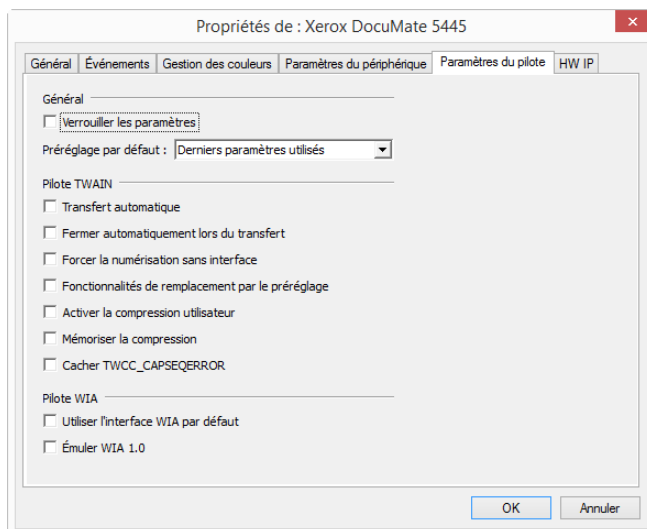 Propriétés de : Xerox DocuMate 5445
Général Événements Gestion des couleurs Paramètres du périphérique Paramètres du pilote HW IP
Général
Verrouiller les paramètres
Préréglage par défaut : Derniers paramètres utilisés
Pilote TWAIN
Transfert automatique
Fermer automatiquement lors du transfert
Forcer la numérisation sans interface
Fonctionnalités de remplacement par le préréglage
Activer la compression utilisateur
Mémoriser la compression
Cacher TWCC_CAPSEQERROR
Pilote WIA
Utiliser l'interface WIA par défaut
Émuler WIA 1.0
OK Annuler